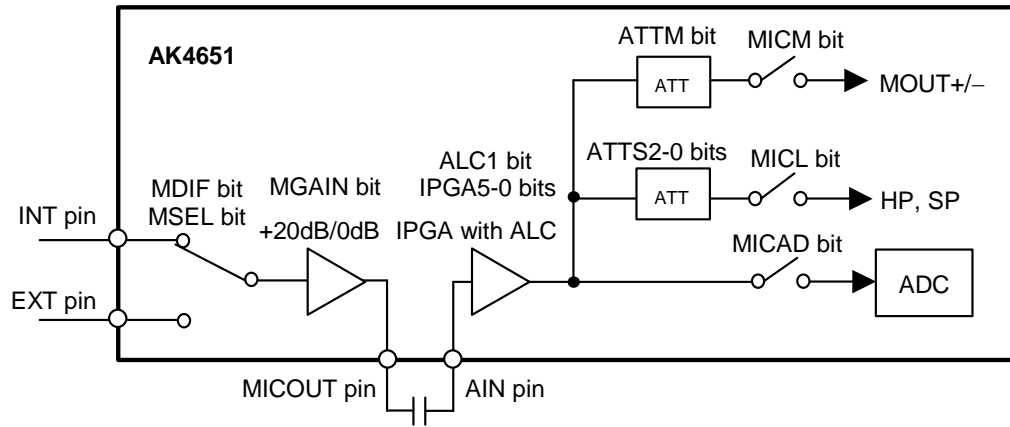 AK4651
ATTM bit
MICM bit
ATT
MOUT+/−
ATTS2-0 bits
MICL bit
ATT
HP, SP
ALC1 bit
IPGA5-0 bits
IPGA with ALC
MDIF bit
MSEL bit
MGAIN bit
+20dB/0dB
INT pin
EXT pin
MICAD bit
ADC
MICOUT pin
AIN pin